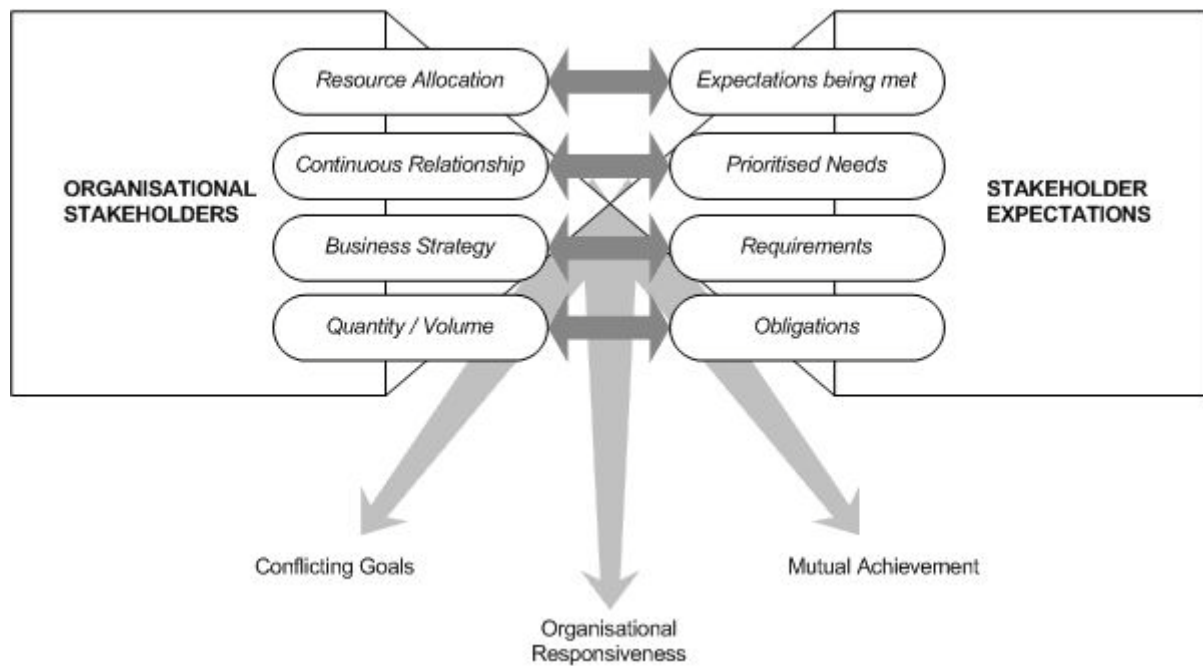 Resource Allocation
Expectations being met
Continuous Relationship
Prioritised Needs
ORGANISATIONAL
STAKEHOLDERS
STAKEHOLDER
EXPECTATIONS
Business Strategy
Requirements
Quantity / Volume
Obligations
Conflicting Goals
Mutual Achievement
Organisational
Responsiveness